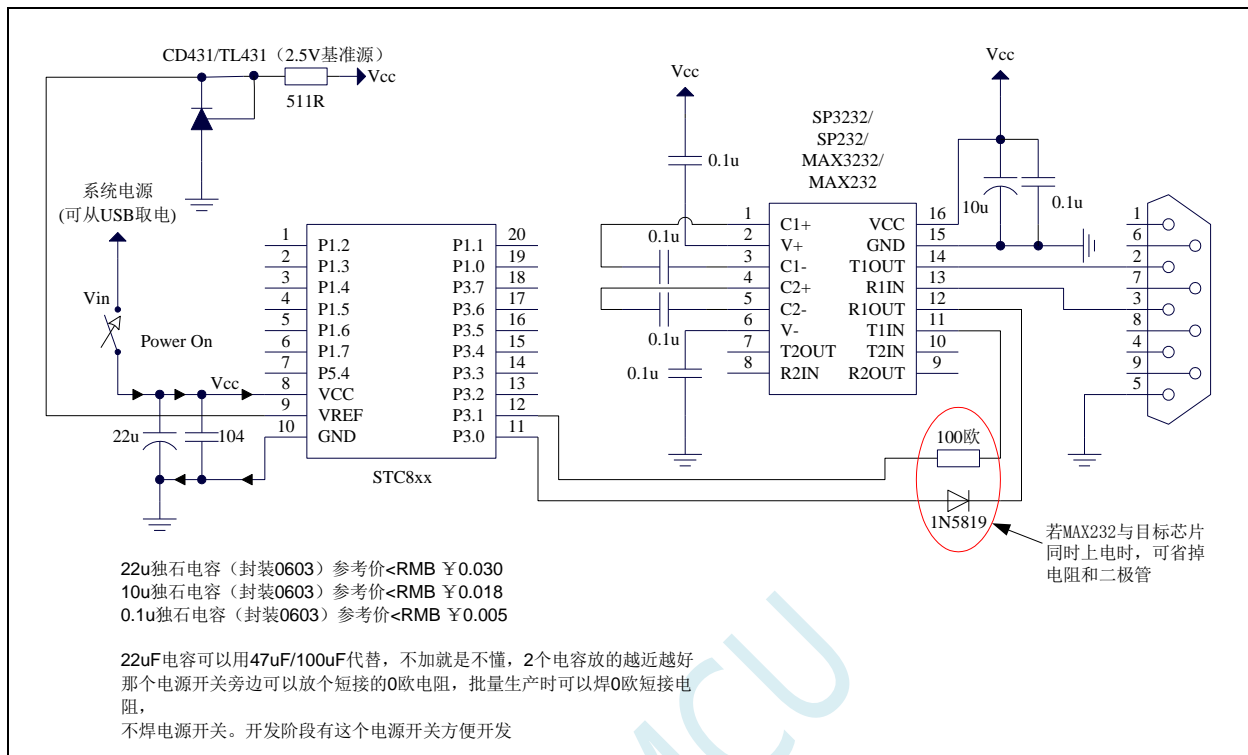 CD431/TL431（2.5V基准源）
Vcc
511R
系统电源
(可从USB取电)
Vin
Power On
Vcc
22u
104
1 P1.2
2 P1.3
3 P1.4
4 P1.5
5 P1.6
6 P1.7
7 P5.4
8 VCC
9 VREF
10 GND
P1.1 20
P1.0 19
P3.7 18
P3.6 17
P3.5 16
P3.4 15
P3.3 14
P3.2 13
P3.1 12
P3.0 11
STC8xx
Vcc
0.1u
0.1u
0.1u
0.1u
SP3232/
SP232/
MAX3232/
MAX232
1 C1+
2 V+
3 C1-
4 C2+
5 C2-
6 V-
7 T2OUT
8 R2IN
VCC 16
GND 15
T1OUT 14
R1IN 13
R1OUT 12
T1IN 11
T2IN 10
R2OUT 9
Vcc
10u
0.1u
1
6
2
7
3
8
4
9
5
100欧
1N5819
若MAX232与目标芯片
同时上电时，可省掉
电阻和二极管
22u独石电容（封装0603）参考价<RMB ￥0.030
10u独石电容（封装0603）参考价<RMB ￥0.018
0.1u独石电容（封装0603）参考价<RMB ￥0.005
22uF电容可以用47uF/100uF代替，不加就是不懂，2个电容放的越近越好
那个电源开关旁边可以放个短接的0欧电阻，批量生产时可以焊0欧短接电
阻，
不焊电源开关。开发阶段有这个电源开关方便开发
MCU